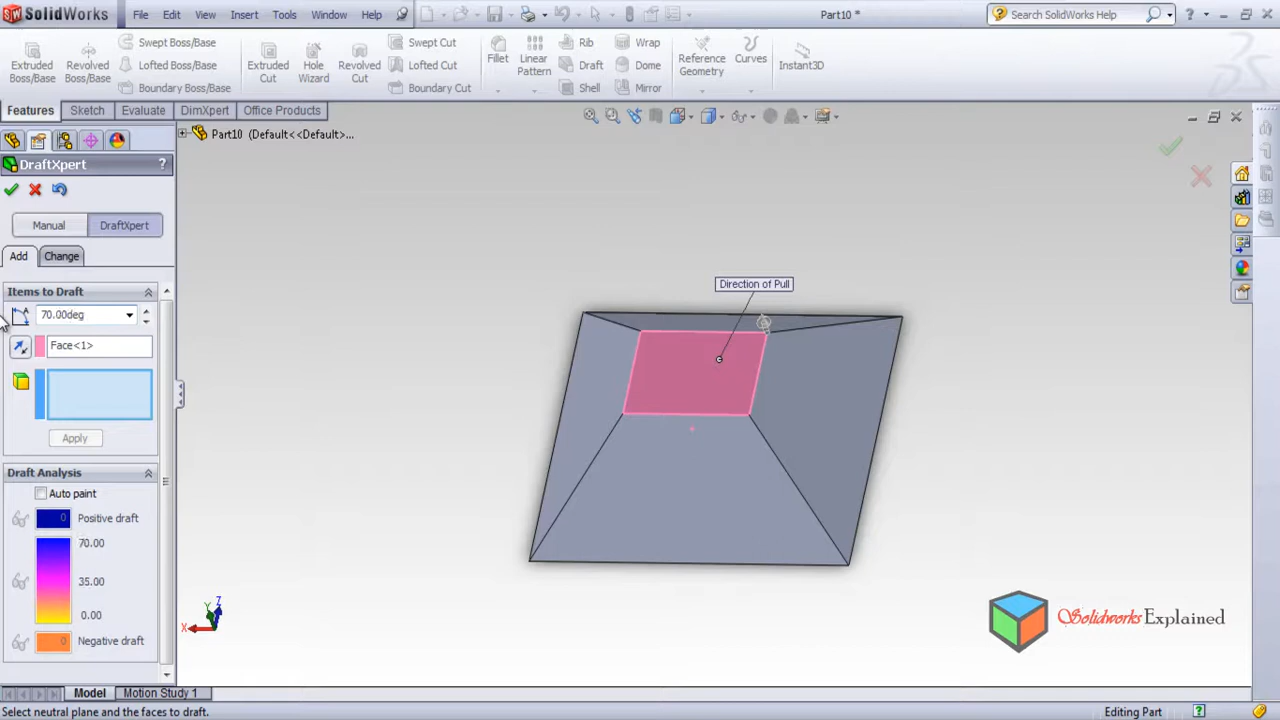 SolidWorks File Edit View Insert Tools Window Help Part10 * Search SolidWorks Help
Extruded Boss/Base Revolved Boss/Base Swept Boss/Base Lofted Boss/Base Boundary Boss/Base
Extruded Cut Hole Wizard Revolved Cut Swept Cut Lofted Cut Boundary Cut
Fillet Linear Pattern Rib Draft Shell Wrap Dome Mirror
Reference Geometry Curves Instant3D
Features Sketch Evaluate DimXpert Office Products
Part10 (Default<<Default>...
DraftXpert ?
Manual DraftXpert
Add Change
Items to Draft
70.00deg
Face<1>
Apply
Draft Analysis
Auto paint
0 Positive draft
70.00
35.00
0.00
0 Negative draft
Direction of Pull
Z
Y
X
Solidworks Explained
Model Motion Study 1
Select neutral plane and the faces to draft. Editing Part